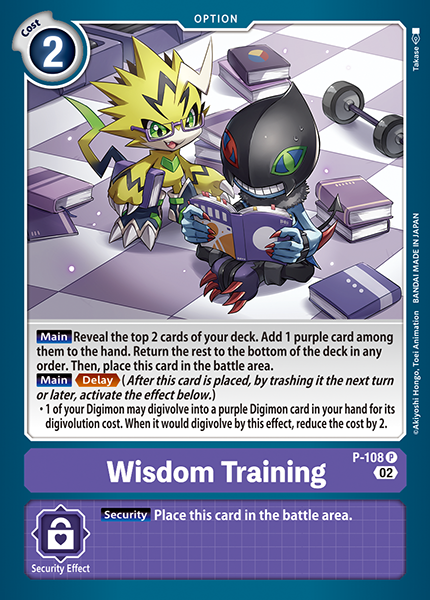 OPTION
Cost
2
Takase
Main Reveal the top 2 cards of your deck. Add 1 purple card among
them to the hand. Return the rest to the bottom of the deck in any
order. Then, place this card in the battle area.
Main Delay (After this card is placed, by trashing it the next turn
or later, activate the effect below.)
・1 of your Digimon may digivolve into a purple Digimon card in your hand for its
digivolution cost. When it would digivolve by this effect, reduce the cost by 2.
©Akiyoshi Hongo, Toei Animation BANDAI MADE IN JAPAN
Wisdom Training
P-108 P
02
Security Place this card in the battle area.
Security Effect